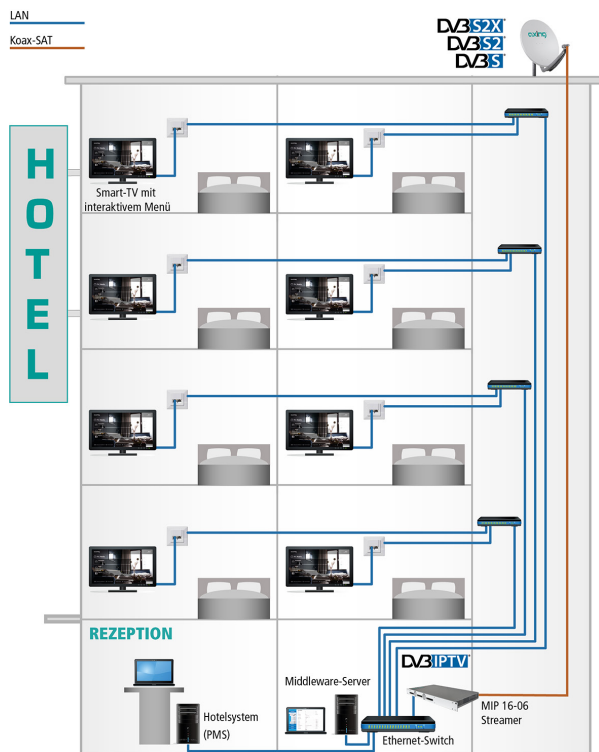 LAN
Koax-SAT
DVB S2X
DVB S2
DVB S
axing
HOTEL
Smart-TV mit
interaktivem Menü
REZEPTION
DVB IPTV
Middleware-Server
Hotelsystem
(PMS)
MIP 16-06
Streamer
Ethernet-Switch